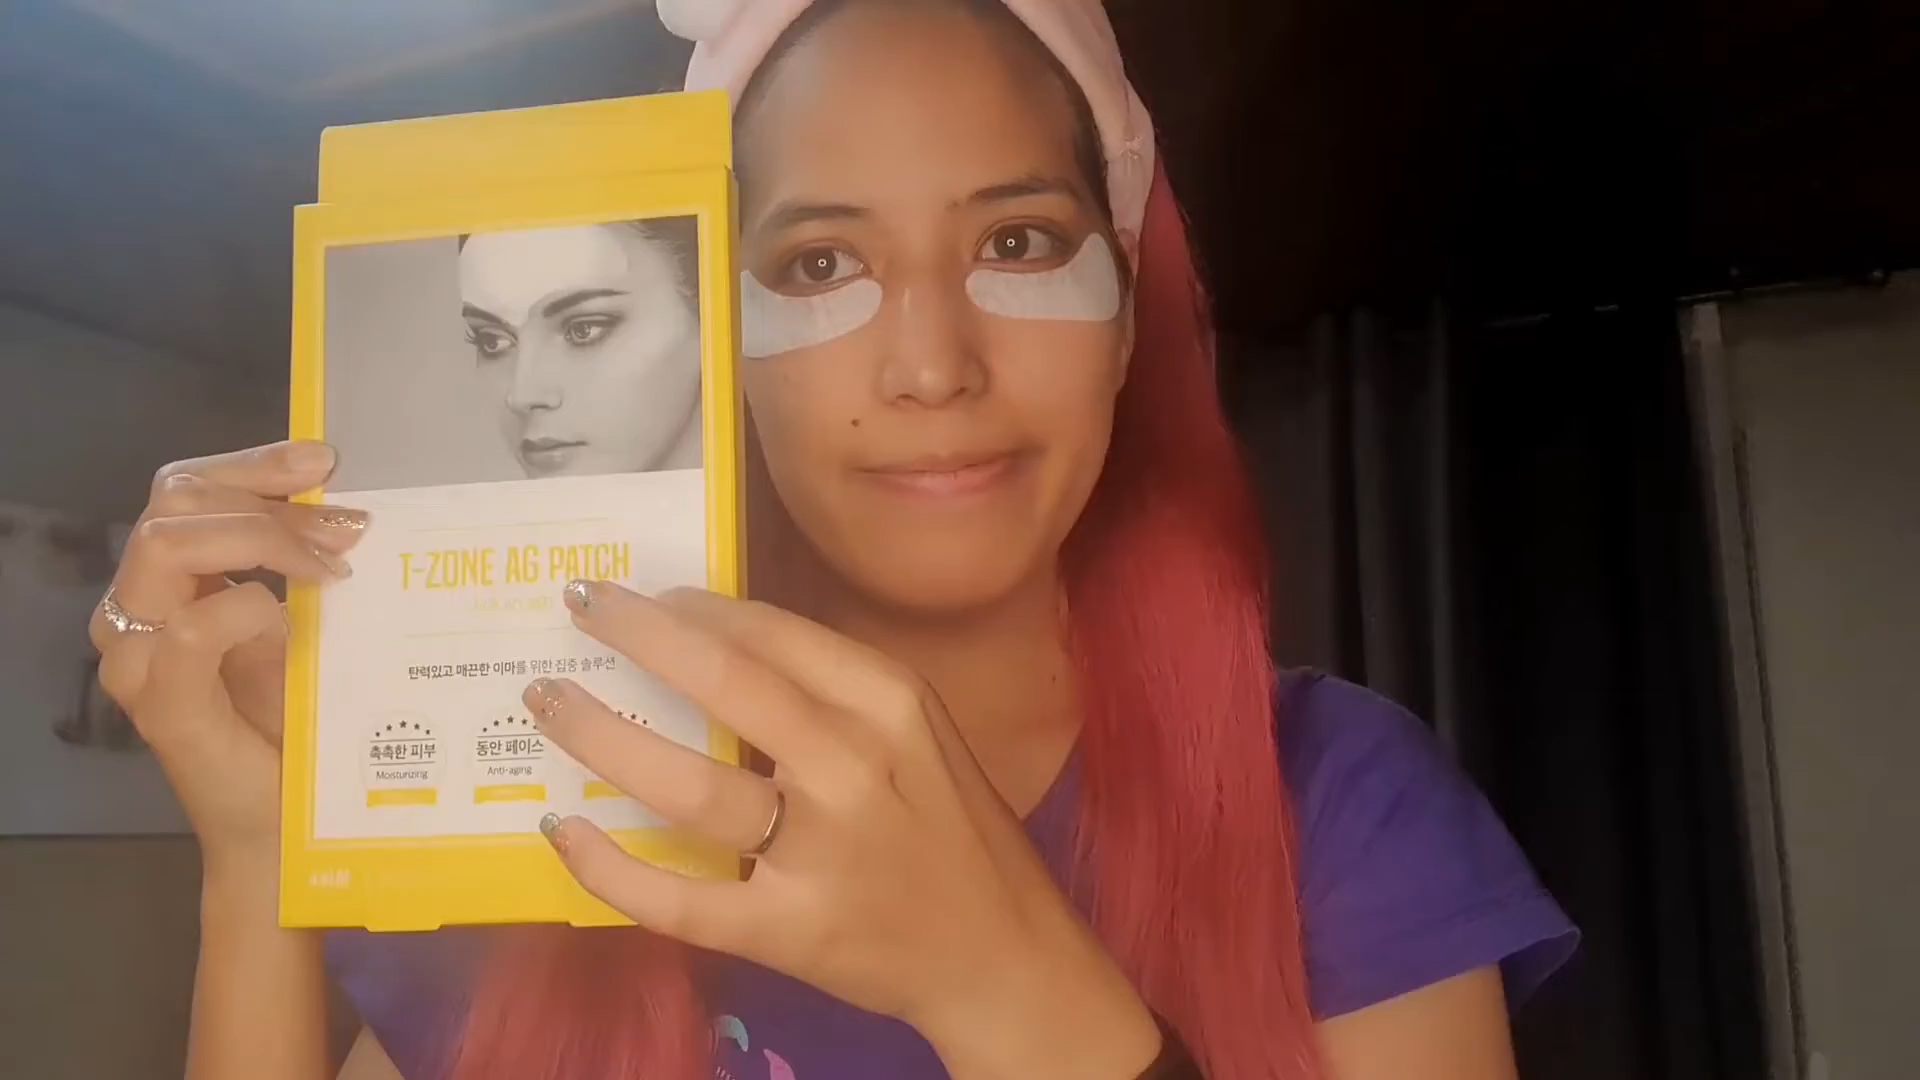 T-ZONE AG PATCH
탄력있고 매끈한 이마를 위한 집중 솔루션
촉촉한 피부
Moisturizing
동안 페이스
Anti-aging